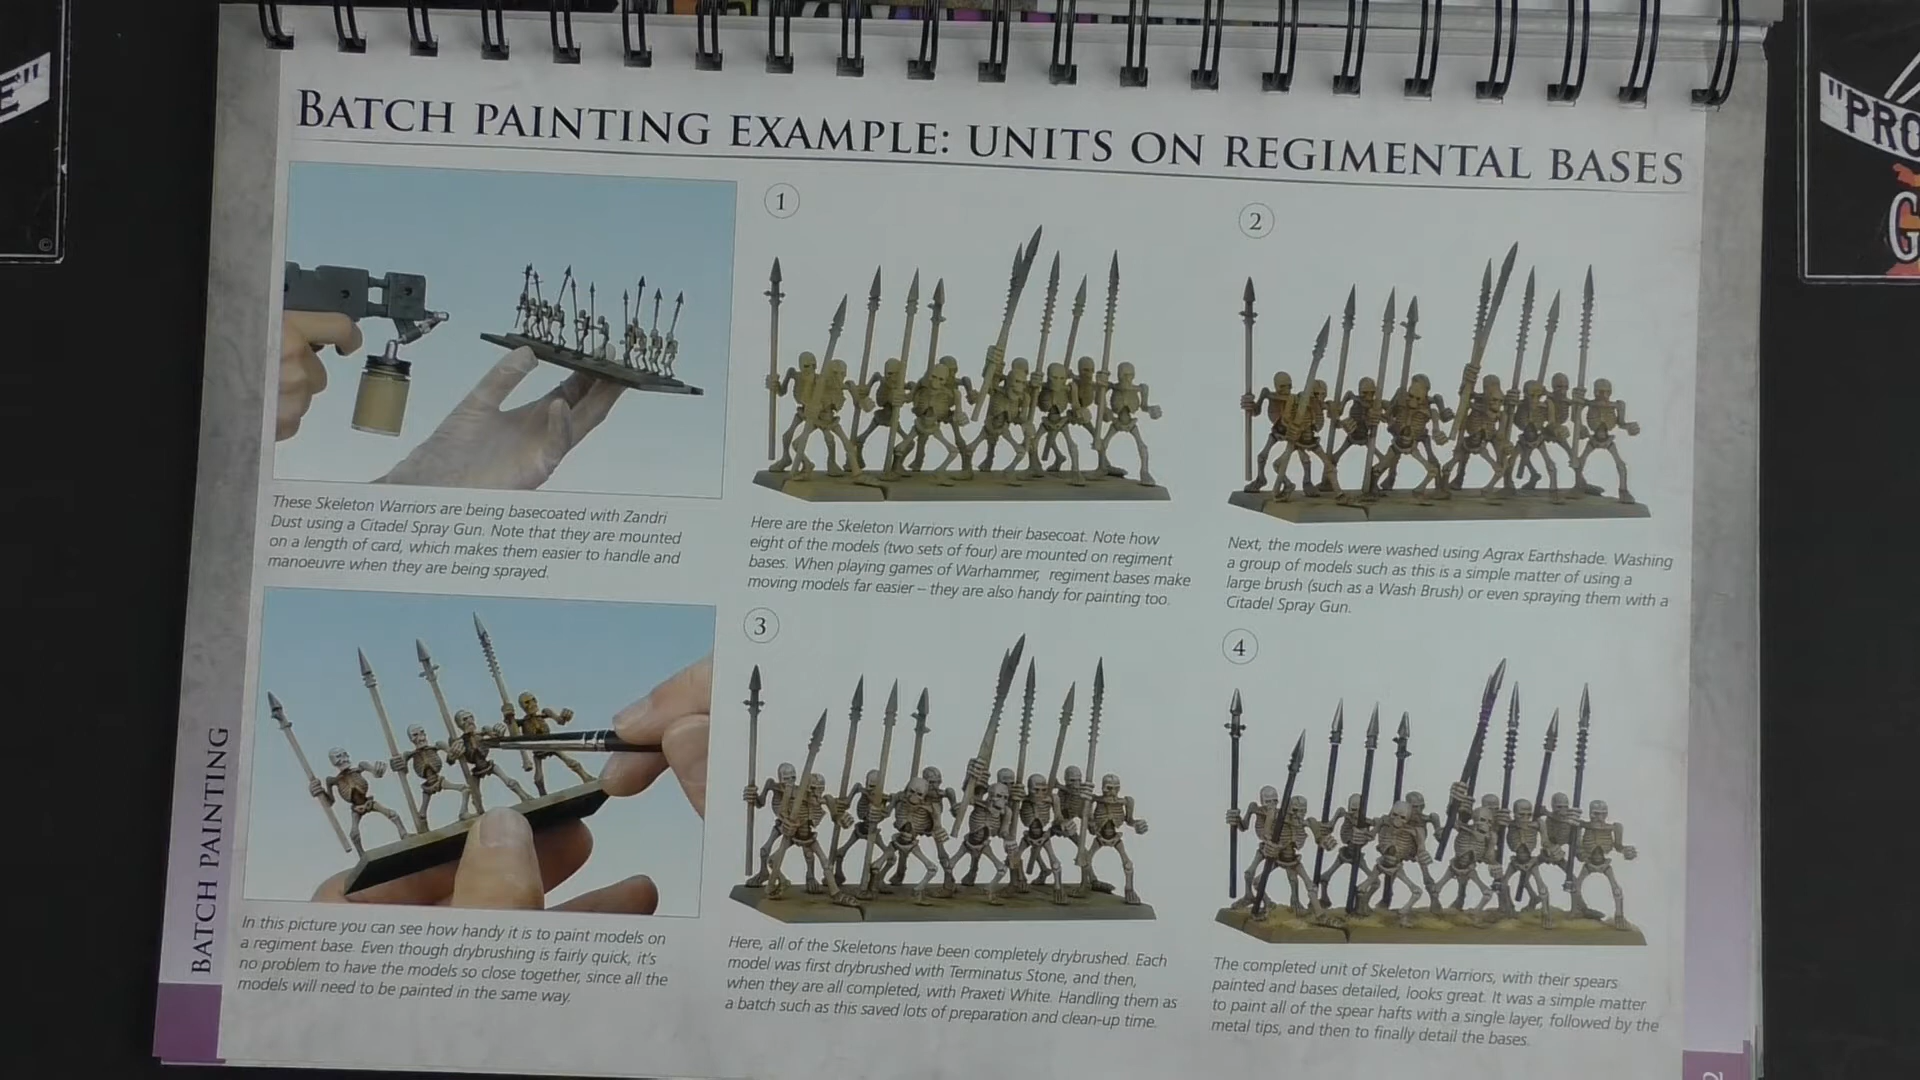 E"
©
"PRO
G
BATCH PAINTING EXAMPLE: UNITS ON REGIMENTAL BASES
These Skeleton Warriors are being basecoated with Zandri
Dust using a Citadel Spray Gun. Note that they are mounted
on a length of card, which makes them easier to handle and
manoeuvre when they are being sprayed.
1
Here are the Skeleton Warriors with their basecoat. Note how
eight of the models (two sets of four) are mounted on regiment
bases. When playing games of Warhammer, regiment bases make
moving models far easier – they are also handy for painting too.
2
Next, the models were washed using Agrax Earthshade. Washing
a group of models such as this is a simple matter of using a
large brush (such as a Wash Brush) or even spraying them with a
Citadel Spray Gun.
In this picture you can see how handy it is to paint models on
a regiment base. Even though drybrushing is fairly quick, it's
no problem to have the models so close together, since all the
models will need to be painted in the same way.
3
Here, all of the Skeletons have been completely drybrushed. Each
model was first drybrushed with Terminatus Stone, and then,
when they are all completed, with Praxeti White. Handling them as
a batch such as this saved lots of preparation and clean-up time.
4
The completed unit of Skeleton Warriors, with their spears
painted and bases detailed, looks great. It was a simple matter
to paint all of the spear hafts with a single layer, followed by the
metal tips, and then to finally detail the bases.
BATCH PAINTING
2